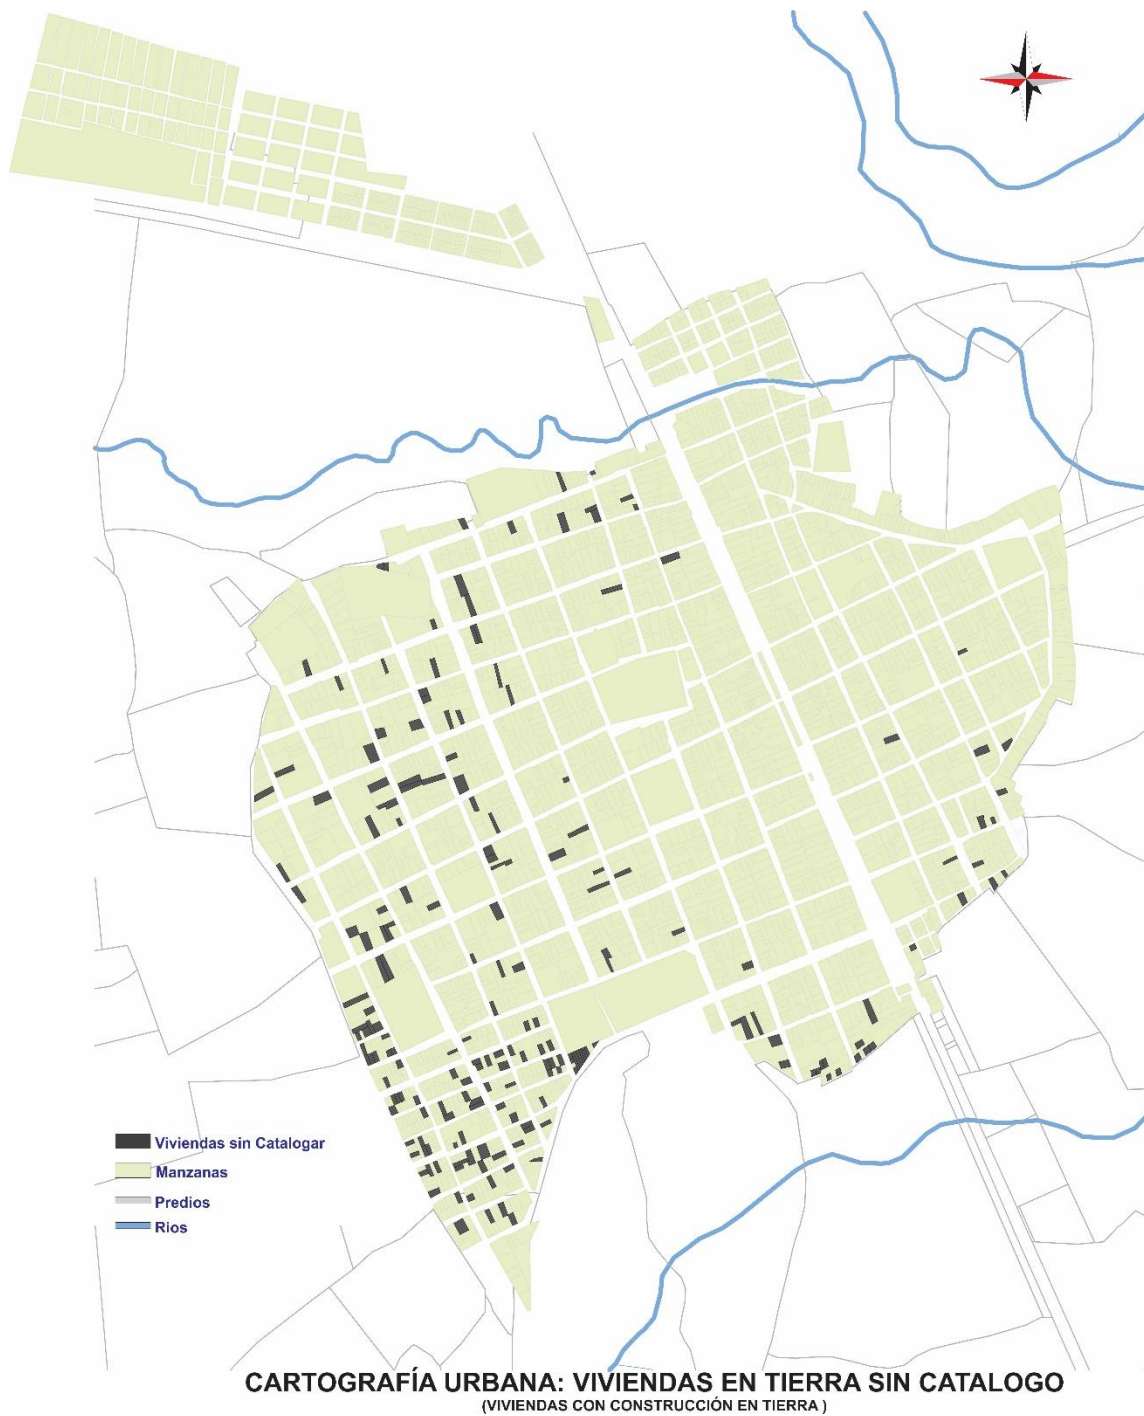 Viviendas sin Catalogar
Manzanas
Predios
Rios
CARTOGRAFÍA URBANA: VIVIENDAS EN TIERRA SIN CATALOGO
(VIVIENDAS CON CONSTRUCCIÓN EN TIERRA )